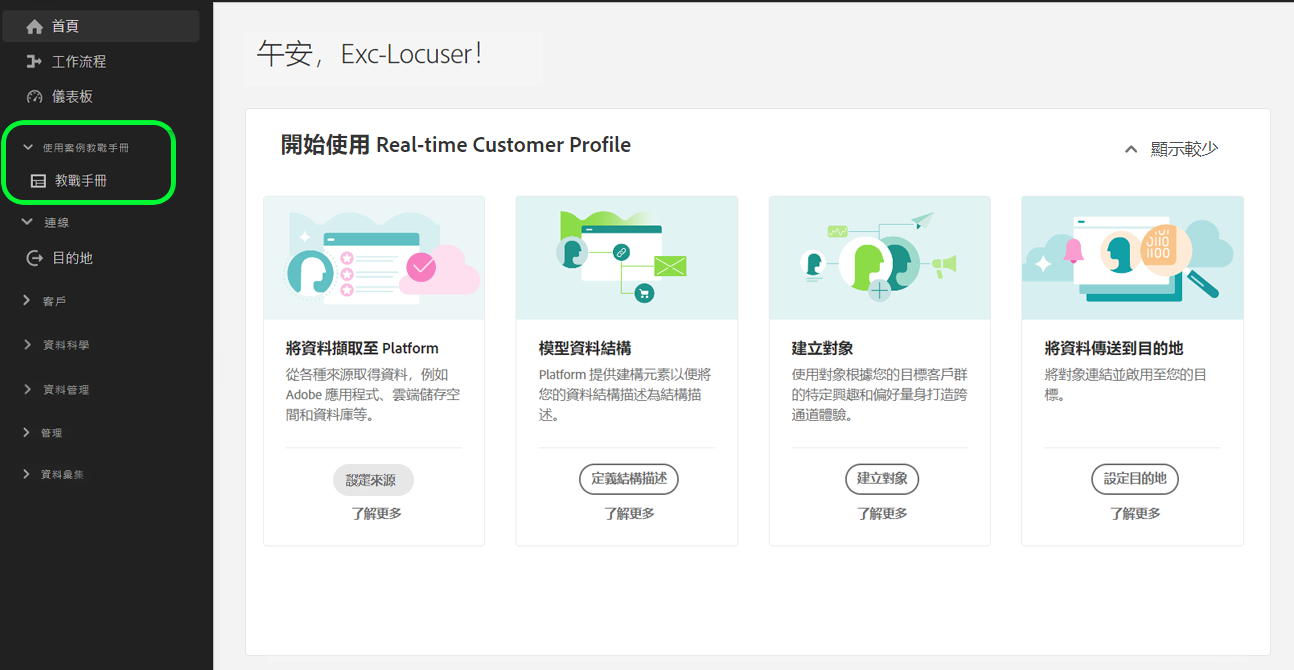 首頁
工作流程
儀表板
使用案例教戰手冊
教戰手冊
連線
目的地
客戶
資料科學
資料管理
管理
資料彙集
午安，Exc-Locuser！
開始使用 Real-time Customer Profile
顯示較少
將資料擷取至 Platform
從各種來源取得資料，例如
Adobe 應用程式、雲端儲存空
間和資料庫等。
設定來源
了解更多
模型資料結構
Platform 提供建構元素以便將
您的資料結構描述為結構描
述。
定義結構描述
了解更多
建立對象
使用對象根據您的目標客戶群
的特定興趣和偏好量身打造跨
通道體驗。
建立對象
了解更多
將資料傳送到目的地
將對象連結並啟用至您的目
標。
設定目的地
了解更多